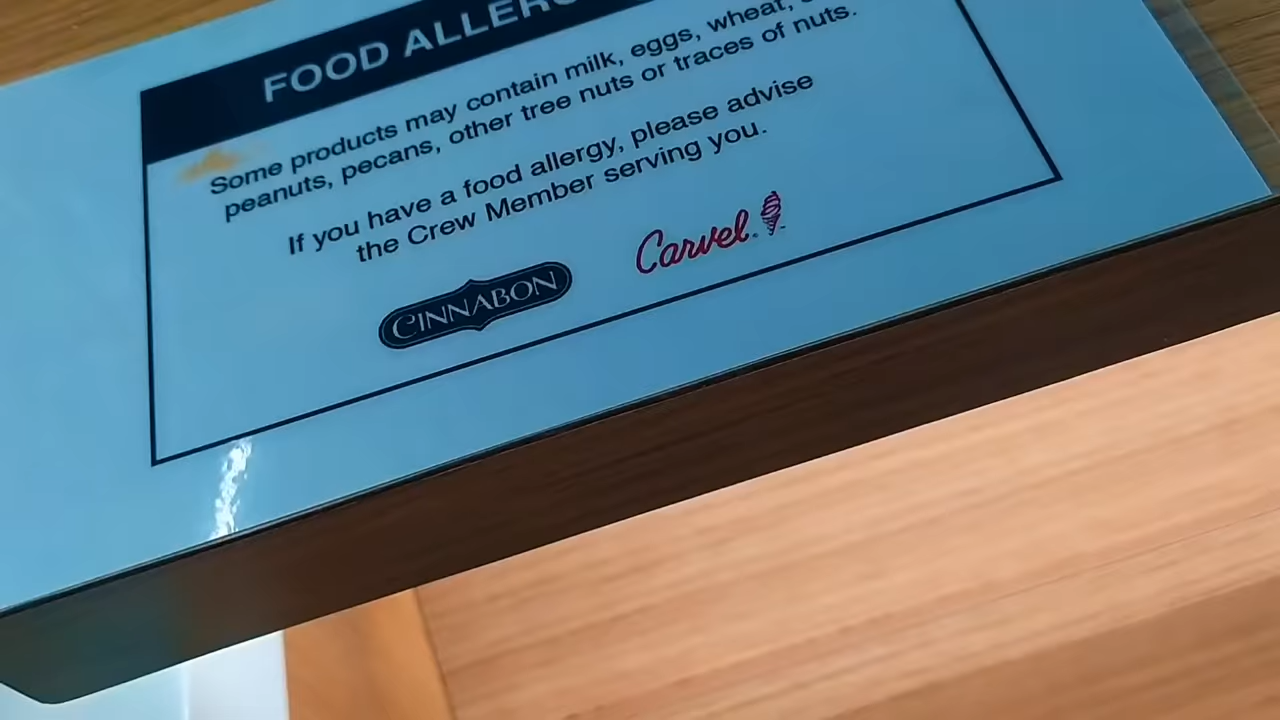 FOOD
Some products may contain milk, eggs, wheat,
peanuts, pecans, other tree nuts or traces of nuts.
If you have a food allergy, please advise
the Crew Member serving you.
CINNABON
Carvel